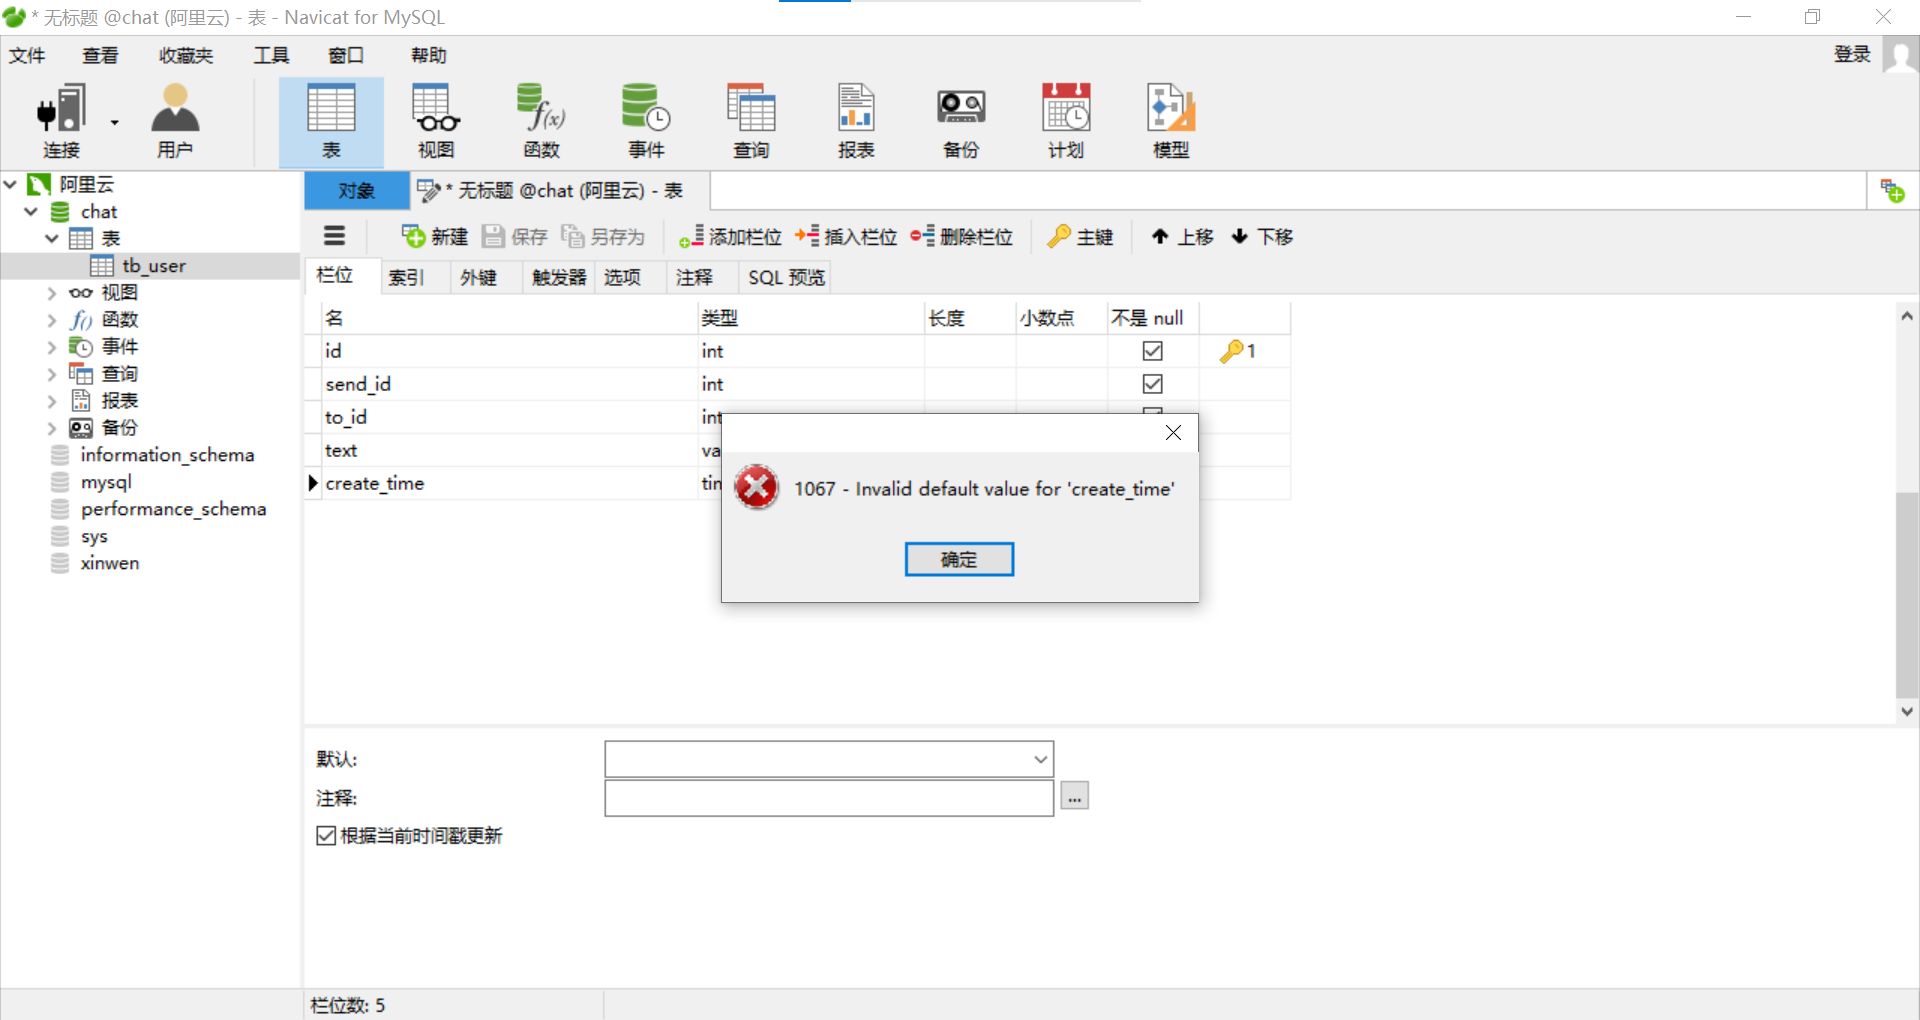 * 无标题 @chat (阿里云) - 表 - Navicat for MySQL
文件 查看 收藏夹 工具 窗口 帮助 登录
连接 用户 表 视图 函数 事件 查询 报表 备份 计划 模型
对象 * 无标题 @chat (阿里云) - 表
新建 保存 另存为 添加栏位 插入栏位 删除栏位 主键 上移 下移
栏位 索引 外键 触发器 选项 注释 SQL 预览
阿里云
chat
表
tb_user
视图
函数
事件
查询
报表
备份
information_schema
mysql
performance_schema
sys
xinwen
名 类型 长度 小数点 不是 null
id int 1
send_id int
to_id int
text va
create_time tim
1067 - Invalid default value for 'create_time'
确定
默认:
注释:
...
根据当前时间戳更新
栏位数: 5